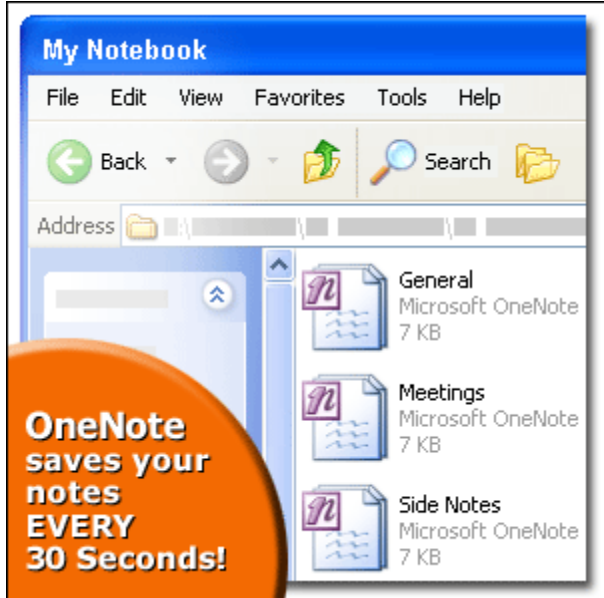 My Notebook
File Edit View Favorites Tools Help
Back Search
Address
General
Microsoft OneNote
7 KB
Meetings
Microsoft OneNote
7 KB
Side Notes
Microsoft OneNote
7 KB
OneNote
saves your
notes
EVERY
30 Seconds!